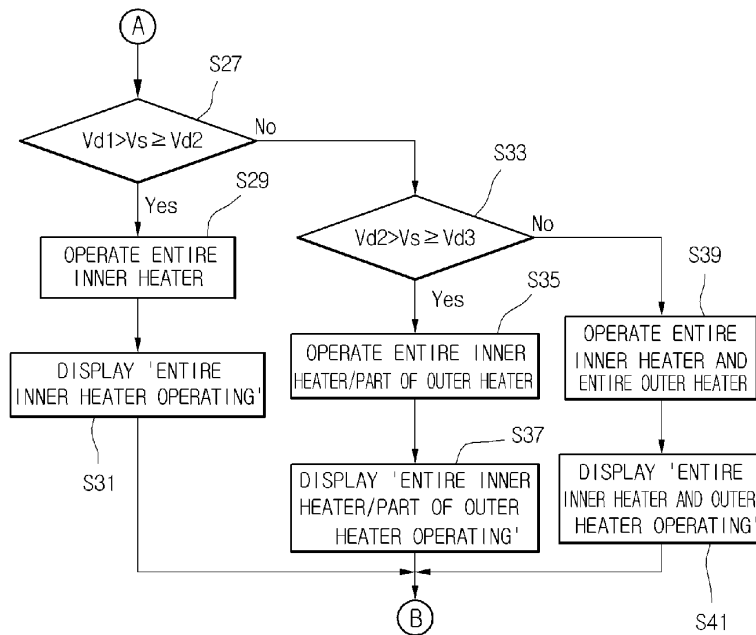 A
S27
Vd1>Vs≧Vd2
No
Yes
S29
OPERATE ENTIRE
INNER HEATER
DISPLAY 'ENTIRE
INNER HEATER OPERATING'
S31
S33
Vd2>Vs≧Vd3
No
Yes
S35
OPERATE ENTIRE INNER
HEATER/PART OF OUTER HEATER
S37
DISPLAY 'ENTIRE INNER
HEATER/PART OF OUTER
HEATER OPERATING'
S39
OPERATE ENTIRE
INNER HEATER AND
ENTIRE OUTER HEATER
DISPLAY 'ENTIRE
INNER HEATER AND OUTER
HEATER OPERATING'
S41
B